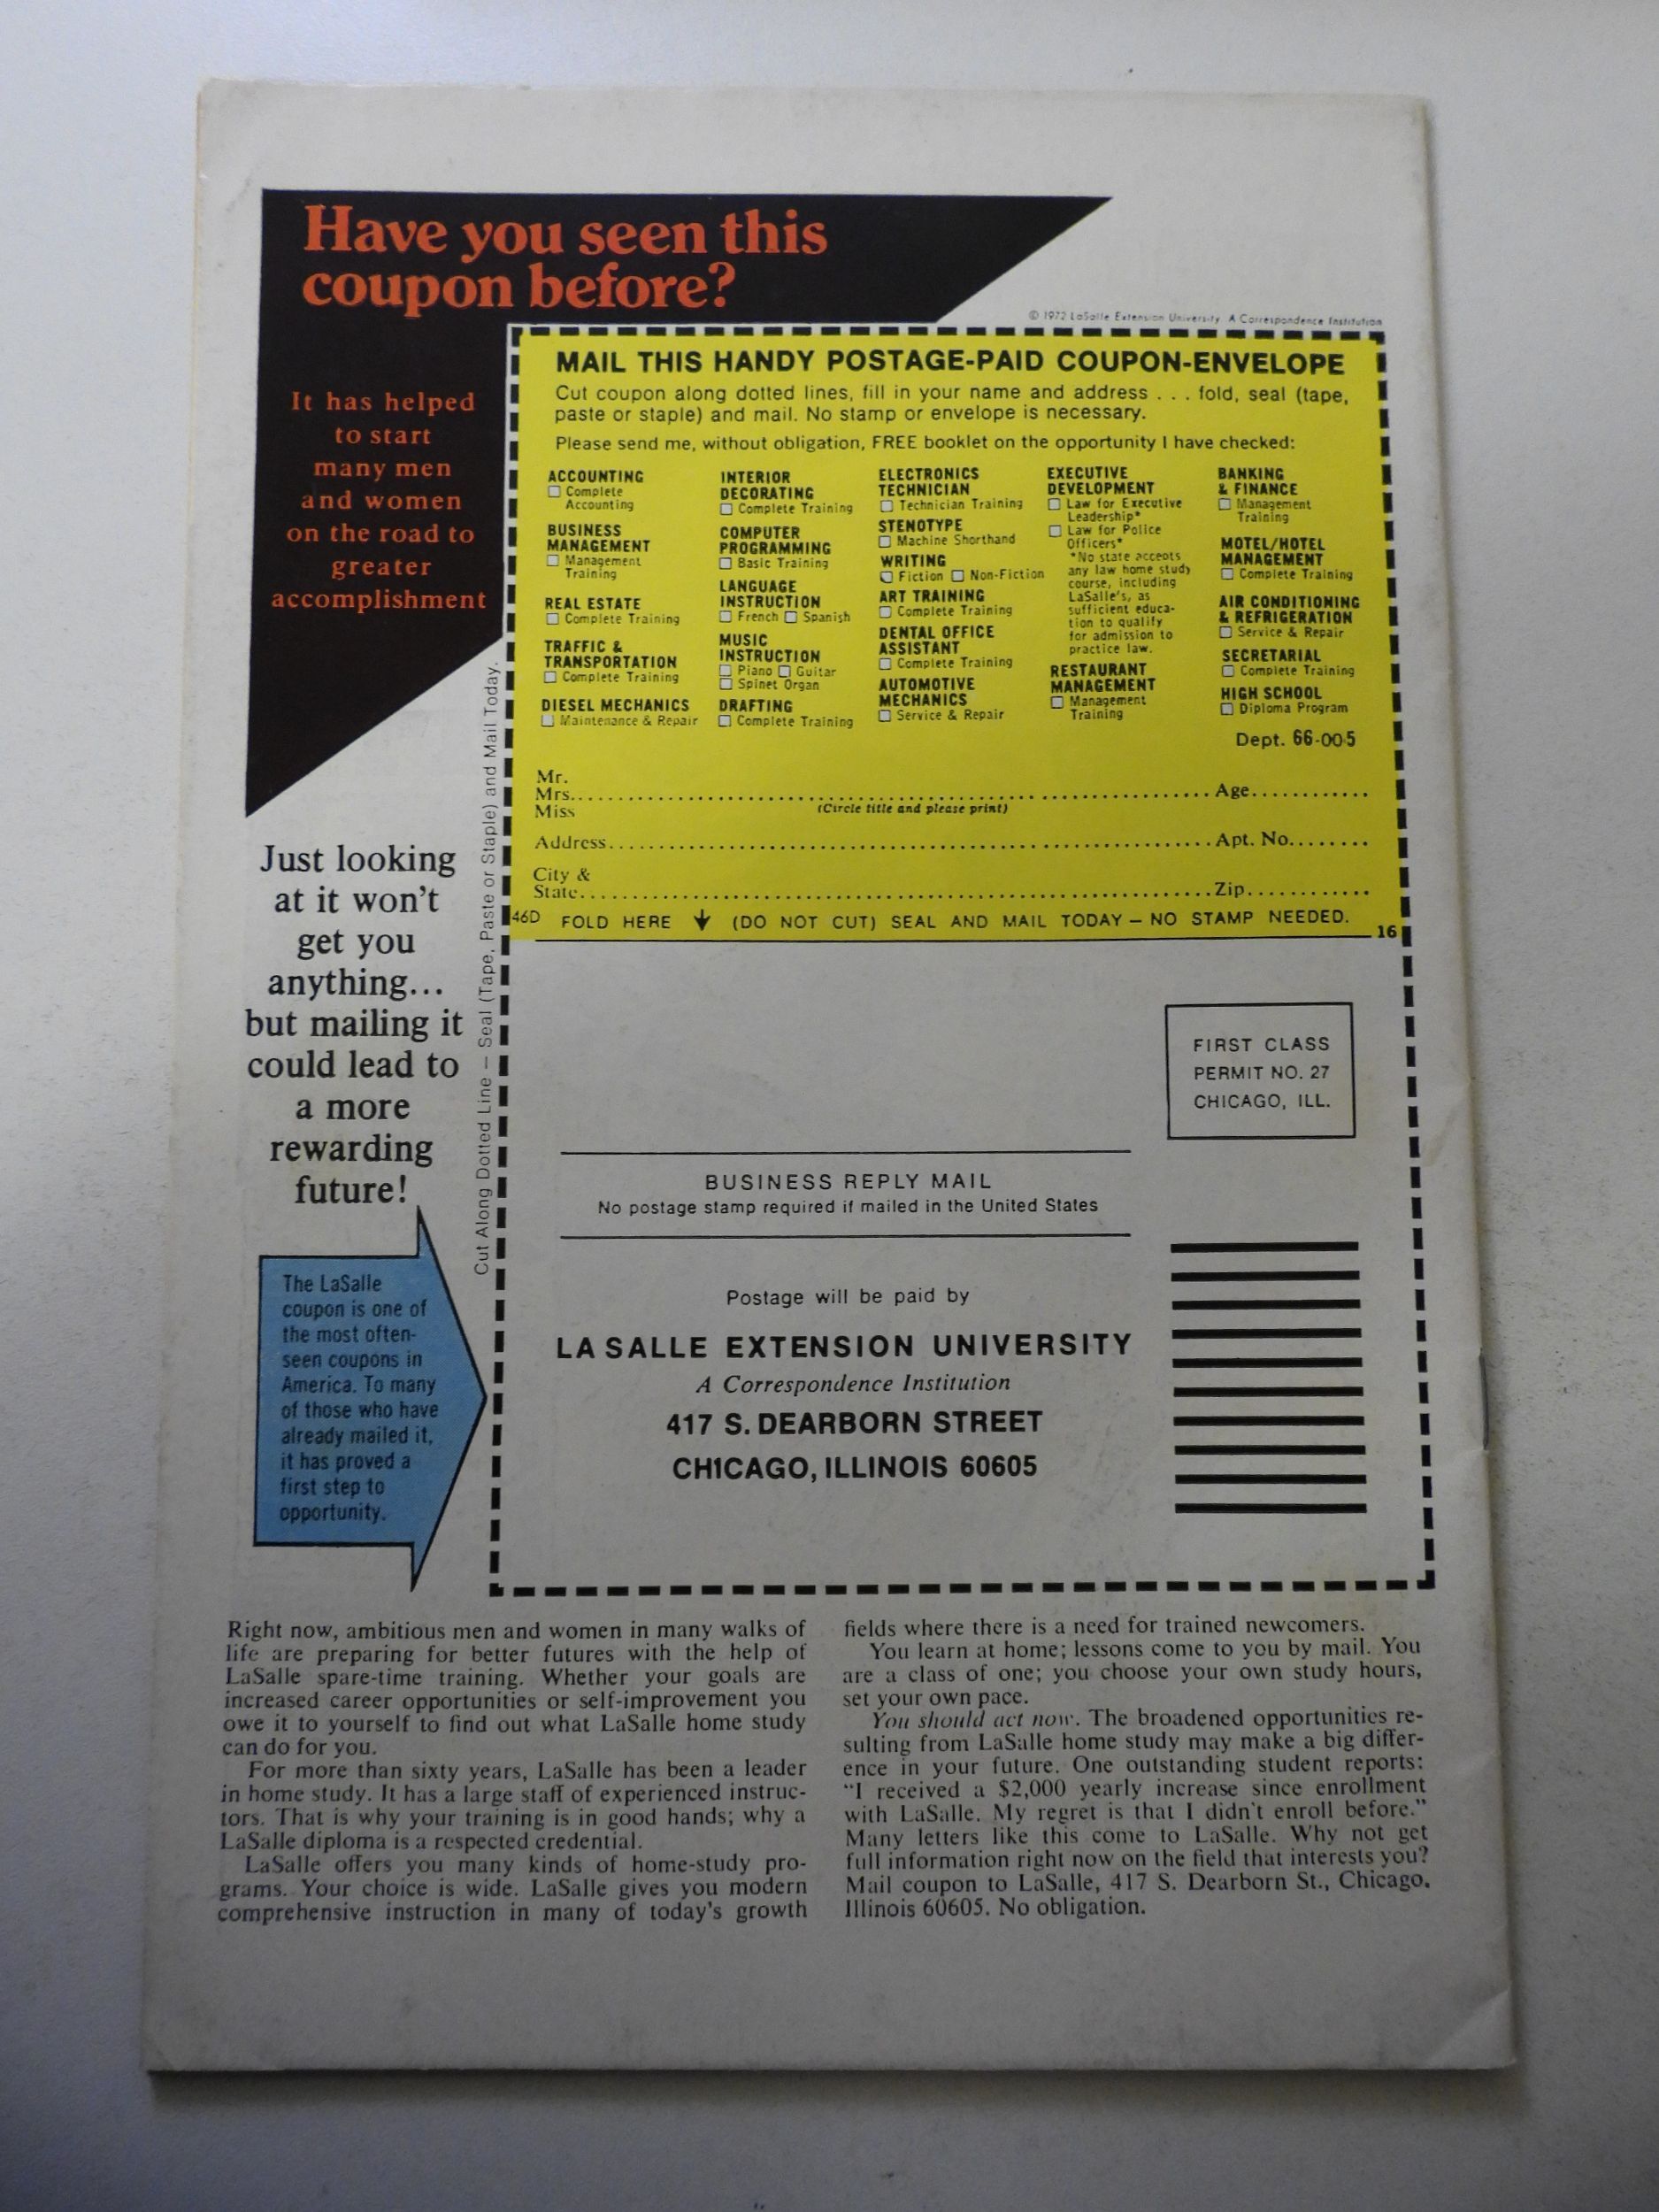 Have you seen this
coupon before?
It has helped
to start
many men
and women
on the road to
greater
accomplishment
© 1972 LaSalle Extension University A Correspondence Institution
MAIL THIS HANDY POSTAGE-PAID COUPON-ENVELOPE
Cut coupon along dotted lines, fill in your name and address . . . fold, seal (tape,
paste or staple) and mail. No stamp or envelope is necessary.
Please send me, without obligation, FREE booklet on the opportunity I have checked:
ACCOUNTING
☐ Complete
Accounting
BUSINESS
MANAGEMENT
☐ Management
Training
REAL ESTATE
☐ Complete Training
TRAFFIC &
TRANSPORTATION
☐ Complete Training
DIESEL MECHANICS
☐ Maintenance & Repair
INTERIOR
DECORATING
☐ Complete Training
COMPUTER
PROGRAMMING
☐ Basic Training
LANGUAGE
INSTRUCTION
☐ French ☐ Spanish
MUSIC
INSTRUCTION
☐ Piano ☐ Guitar
☐ Spinet Organ
DRAFTING
☐ Complete Training
ELECTRONICS
TECHNICIAN
☐ Technician Training
STENOTYPE
☐ Machine Shorthand
WRITING
☐ Fiction ☐ Non-Fiction
ART TRAINING
☐ Complete Training
DENTAL OFFICE
ASSISTANT
☐ Complete Training
AUTOMOTIVE
MECHANICS
☐ Service & Repair
EXECUTIVE
DEVELOPMENT
☐ Law for Executive
Leadership*
☐ Law for Police
Officers*
*No state accepts
any law home study
course, including
LaSalle's, as
sufficient educa-
tion to qualify
for admission to
practice law.
RESTAURANT
MANAGEMENT
☐ Management
Training
BANKING
& FINANCE
☐ Management
Training
MOTEL/HOTEL
MANAGEMENT
☐ Complete Training
AIR CONDITIONING
& REFRIGERATION
☐ Service & Repair
SECRETARIAL
☐ Complete Training
HIGH SCHOOL
☐ Diploma Program
Dept. 66-005
Mr.
Mrs. Age
Miss (Circle title and please print)
Address Apt. No.
City &
State Zip
46D FOLD HERE ↓ (DO NOT CUT) SEAL AND MAIL TODAY – NO STAMP NEEDED.
16
Cut Along Dotted Line – Seal (Tape, Paste or Staple) and Mail Today.
Just looking
at it won't
get you
anything...
but mailing it
could lead to
a more
rewarding
future!
The LaSalle
coupon is one of
the most often-
seen coupons in
America. To many
of those who have
already mailed it,
it has proved a
first step to
opportunity.
FIRST CLASS
PERMIT NO. 27
CHICAGO, ILL.
BUSINESS REPLY MAIL
No postage stamp required if mailed in the United States
Postage will be paid by
LA SALLE EXTENSION UNIVERSITY
A Correspondence Institution
417 S. DEARBORN STREET
CHICAGO, ILLINOIS 60605
Right now, ambitious men and women in many walks of
life are preparing for better futures with the help of
LaSalle spare-time training. Whether your goals are
increased career opportunities or self-improvement you
owe it to yourself to find out what LaSalle home study
can do for you.
For more than sixty years, LaSalle has been a leader
in home study. It has a large staff of experienced instruc-
tors. That is why your training is in good hands; why a
LaSalle diploma is a respected credential.
LaSalle offers you many kinds of home-study pro-
grams. Your choice is wide. LaSalle gives you modern
comprehensive instruction in many of today's growth
fields where there is a need for trained newcomers.
You learn at home; lessons come to you by mail. You
are a class of one; you choose your own study hours,
set your own pace.
You should act now. The broadened opportunities re-
sulting from LaSalle home study may make a big differ-
ence in your future. One outstanding student reports:
"I received a $2,000 yearly increase since enrollment
with LaSalle. My regret is that I didn't enroll before."
Many letters like this come to LaSalle. Why not get
full information right now on the field that interests you?
Mail coupon to LaSalle, 417 S. Dearborn St., Chicago,
Illinois 60605. No obligation.